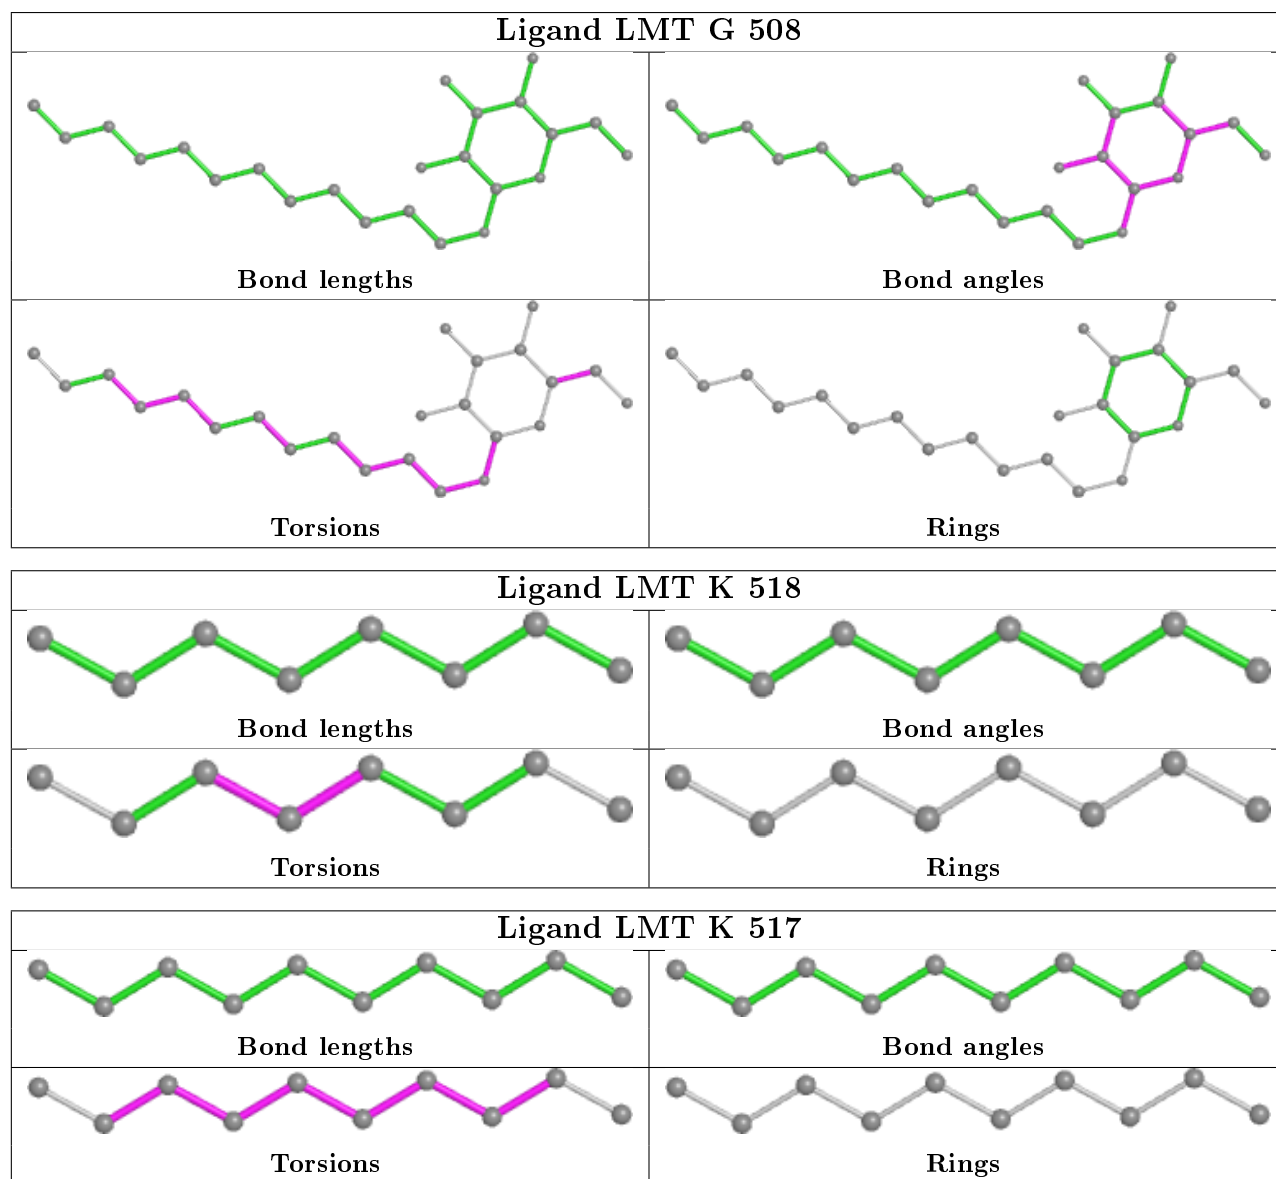 Ligand LMT G 508
Bond lengths
Bond angles
Torsions
Rings
Ligand LMT K 518
Bond lengths
Bond angles
Torsions
Rings
Ligand LMT K 517
Bond lengths
Bond angles
Torsions
Rings